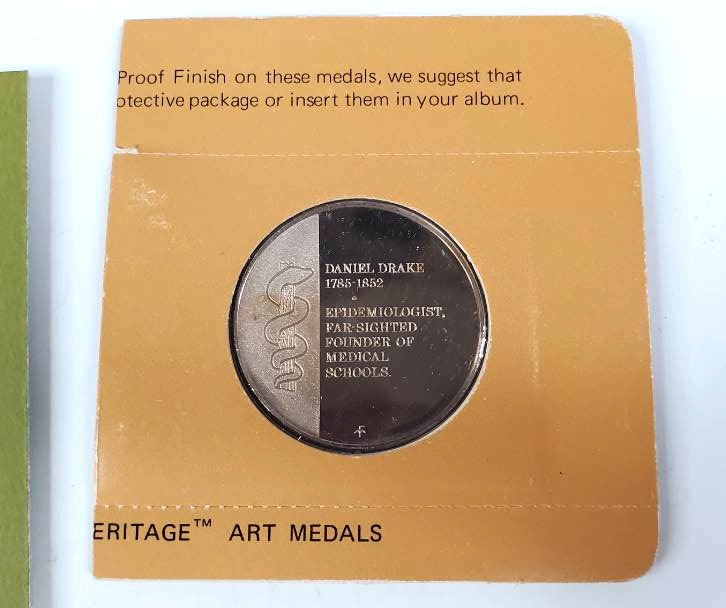 Proof Finish on these medals, we suggest that
otective package or insert them in your album.
DANIEL DRAKE
1785-1852
EPIDEMIOLOGIST,
FAR-SIGHTED
FOUNDER OF
MEDICAL
SCHOOLS.
ERITAGE™ ART MEDALS